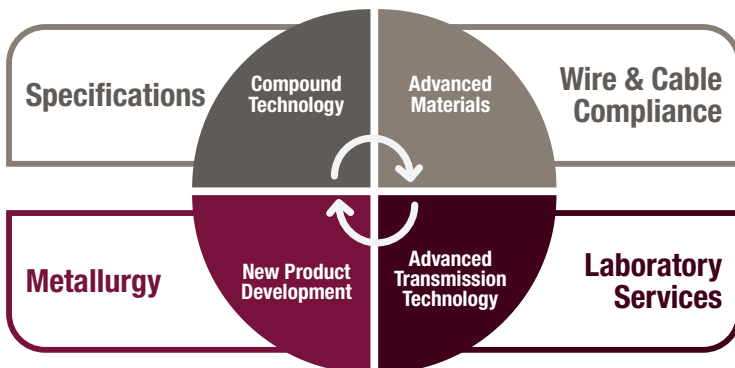 Specifications
Compound
Technology
Advanced
Materials
Wire & Cable
Compliance
Metallurgy
New Product
Development
Advanced
Transmission
Technology
Laboratory
Services